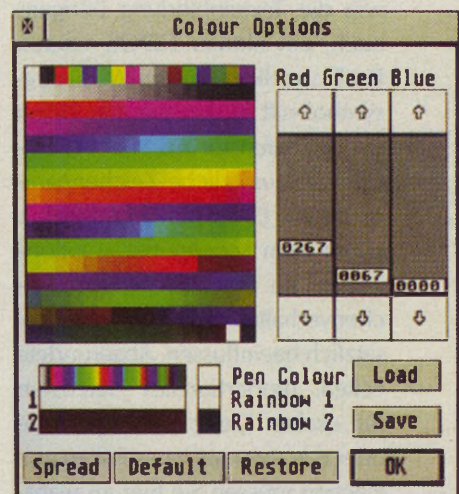 Colour Options
Red Green Blue
0267
0067
0000
Pen Colour
Load
1
Rainbow 1
2
Rainbow 2
Save
Spread
Default
Restore
OK